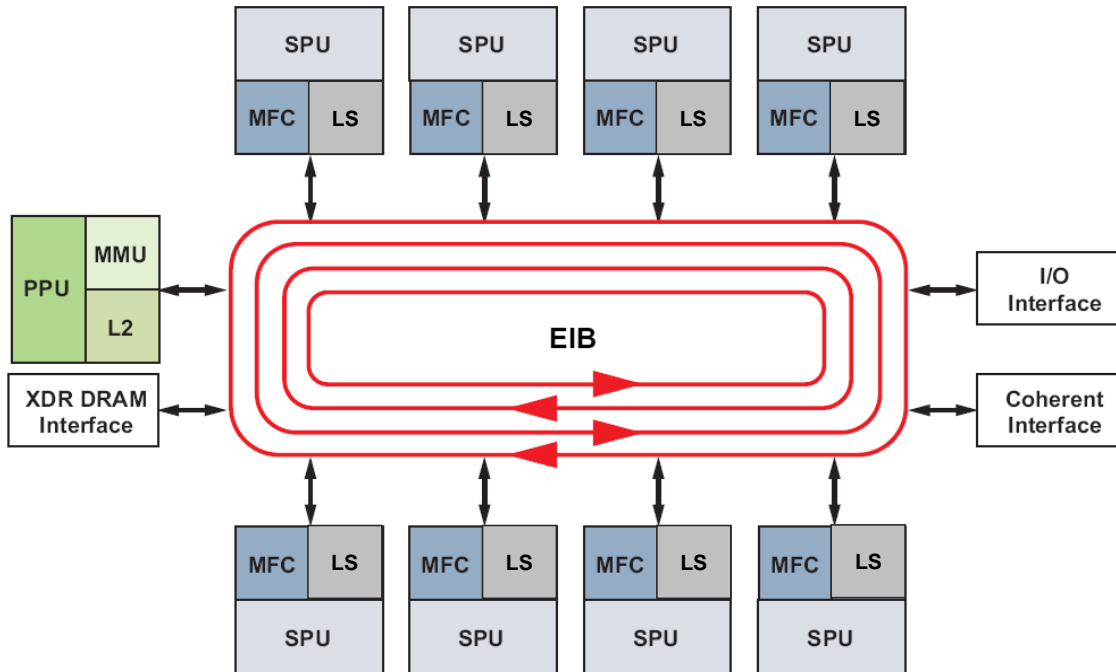 SPU
SPU
SPU
SPU
MFC LS
MFC LS
MFC LS
MFC LS
PPU
MMU
L2
I/O
Interface
EIB
XDR DRAM
Interface
Coherent
Interface
MFC LS
MFC LS
MFC LS
MFC LS
SPU
SPU
SPU
SPU